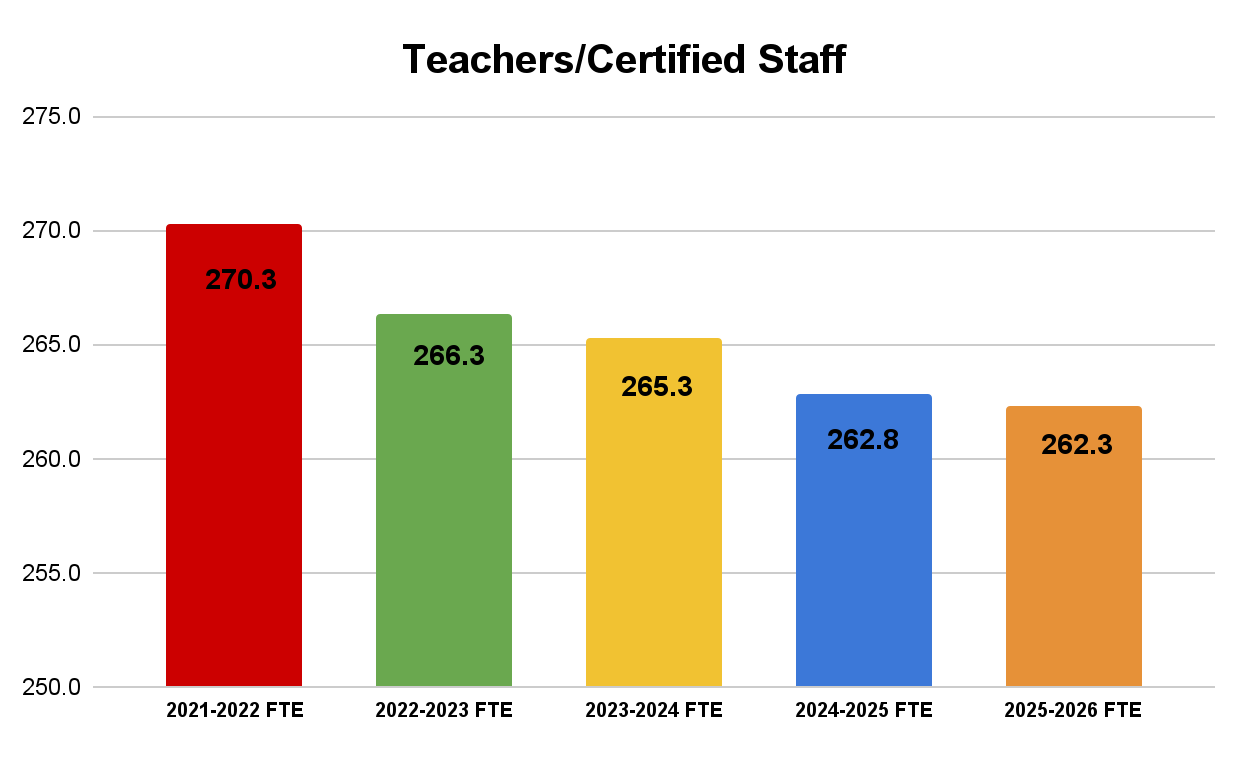 Teachers/Certified Staff
275.0
270.0
265.0
260.0
255.0
250.0
270.3
266.3
265.3
262.8
262.3
2021-2022 FTE
2022-2023 FTE
2023-2024 FTE
2024-2025 FTE
2025-2026 FTE